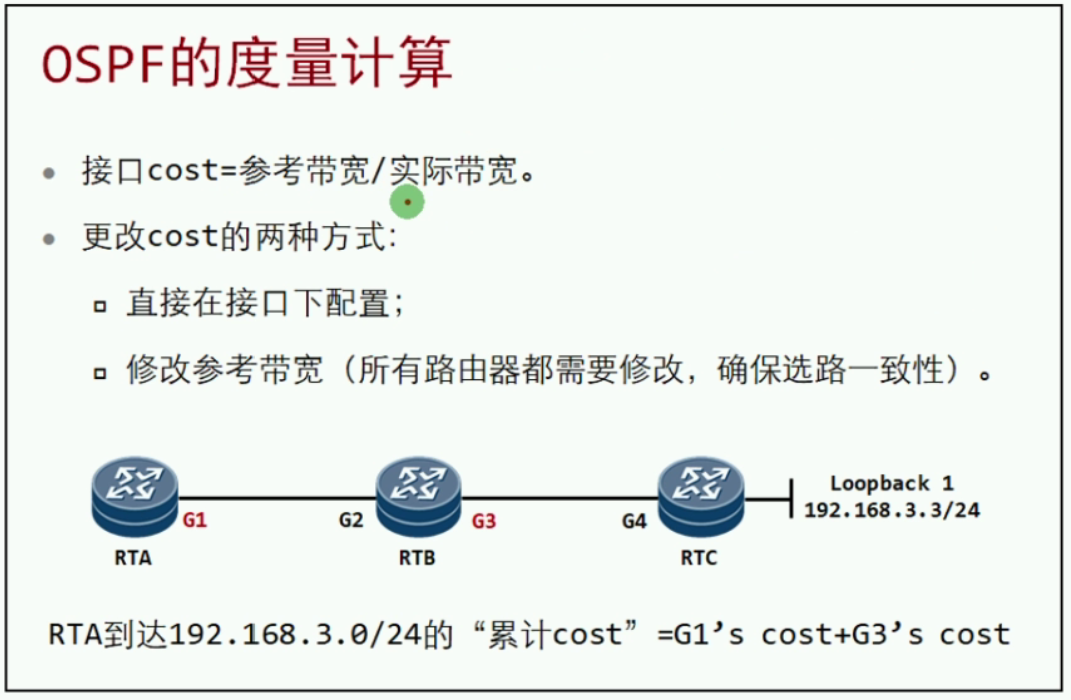 OSPF的度量计算
接口cost=参考带宽/实际带宽。
更改cost的两种方式:
直接在接口下配置;
修改参考带宽（所有路由器都需要修改，确保选路一致性）。
Loopback 1
192.168.3.3/24
G1 G2 G3 G4
RTA RTB RTC
RTA到达192.168.3.0/24的“累计cost”=G1’s cost+G3’s cost